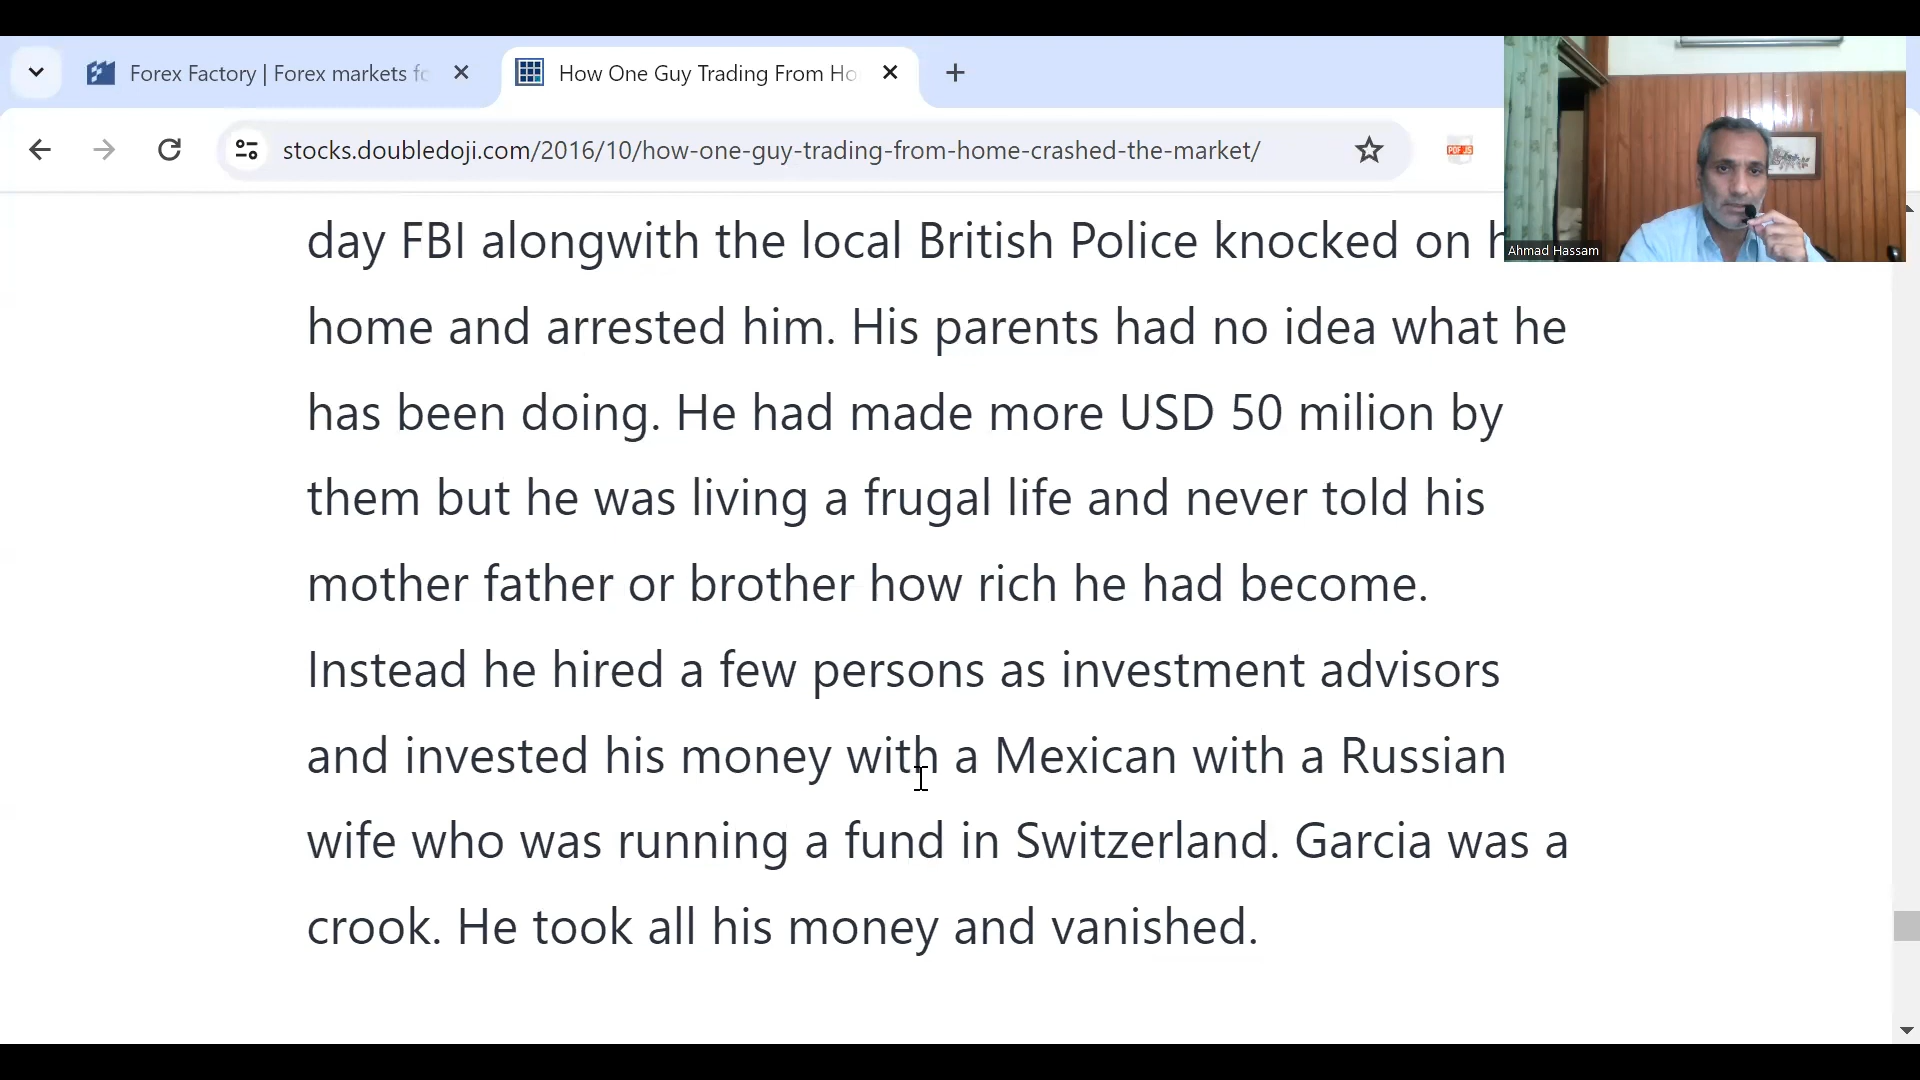 Forex Factory | Forex markets fo
How One Guy Trading From Ho
stocks.doubledoji.com/2016/10/how-one-guy-trading-from-home-crashed-the-market/
PDF JS
Ahmad Hassam
day FBI alongwith the local British Police knocked on h
home and arrested him. His parents had no idea what he
has been doing. He had made more USD 50 milion by
them but he was living a frugal life and never told his
mother father or brother how rich he had become.
Instead he hired a few persons as investment advisors
and invested his money with a Mexican with a Russian
wife who was running a fund in Switzerland. Garcia was a
crook. He took all his money and vanished.